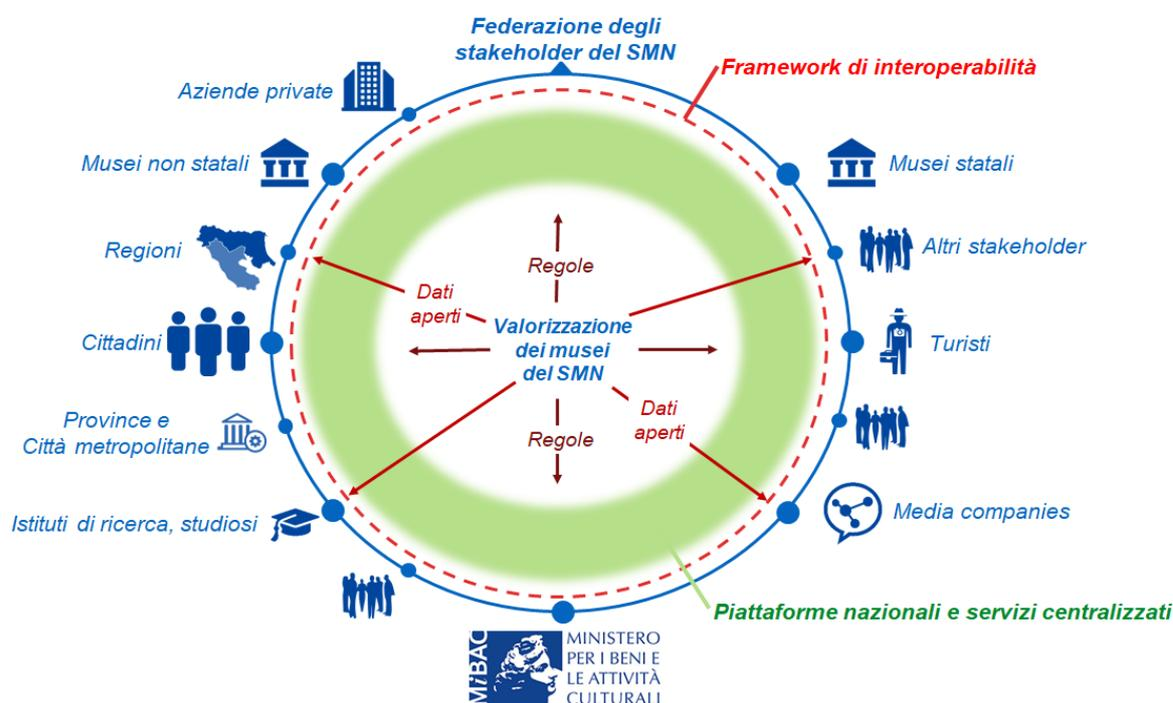 Federazione degli
stakeholder del SMN
Framework di interoperabilità
Aziende private
Musei non statali
Musei statali
Regioni
Altri stakeholder
Regole
Dati
aperti
Valorizzazione
dei musei
del SMN
Cittadini
Turisti
Dati
aperti
Regole
Province e
Città metropolitane
Istituti di ricerca, studiosi
Media companies
Piattaforme nazionali e servizi centralizzati
MiBAC
MINISTERO
PER I BENI E
LE ATTIVITÀ
CULTURALI